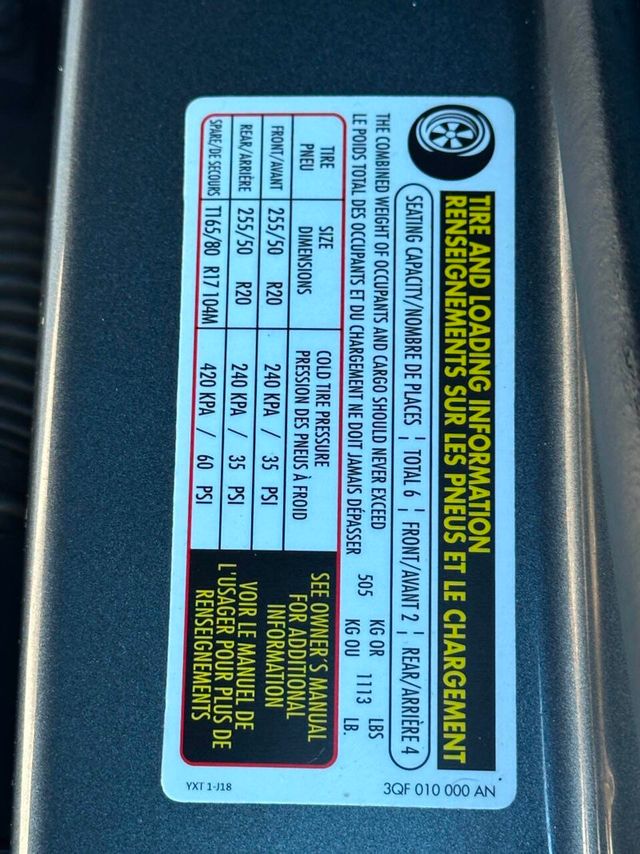 TIRE AND LOADING INFORMATION
RENSEIGNEMENTS SUR LES PNEUS ET LE CHARGEMENT
SEATING CAPACITY/NOMBRE DE PLACES ¦ TOTAL 6 ¦ FRONT/AVANT 2 ¦ REAR/ARRIÈRE 4
THE COMBINED WEIGHT OF OCCUPANTS AND CARGO SHOULD NEVER EXCEED 505 KG OR 1113 LBS
LE POIDS TOTAL DES OCCUPANTS ET DU CHARGEMENT NE DOIT JAMAIS DÉPASSER KG OU LB.
TIRE SIZE COLD TIRE PRESSURE
PNEU DIMENSIONS PRESSION DES PNEUS À FROID
FRONT/AVANT 255/50 R20 240 KPA / 35 PSI
REAR/ARRIÈRE 255/50 R20 240 KPA / 35 PSI
SPARE/DE SECOURS T165/80 R17 104M 420 KPA / 60 PSI
SEE OWNER'S MANUAL
FOR ADDITIONAL
INFORMATION
VOIR LE MANUEL DE
L'USAGER POUR PLUS DE
RENSEIGNEMENTS
YXT 1-J18
3QF 010 000 AN